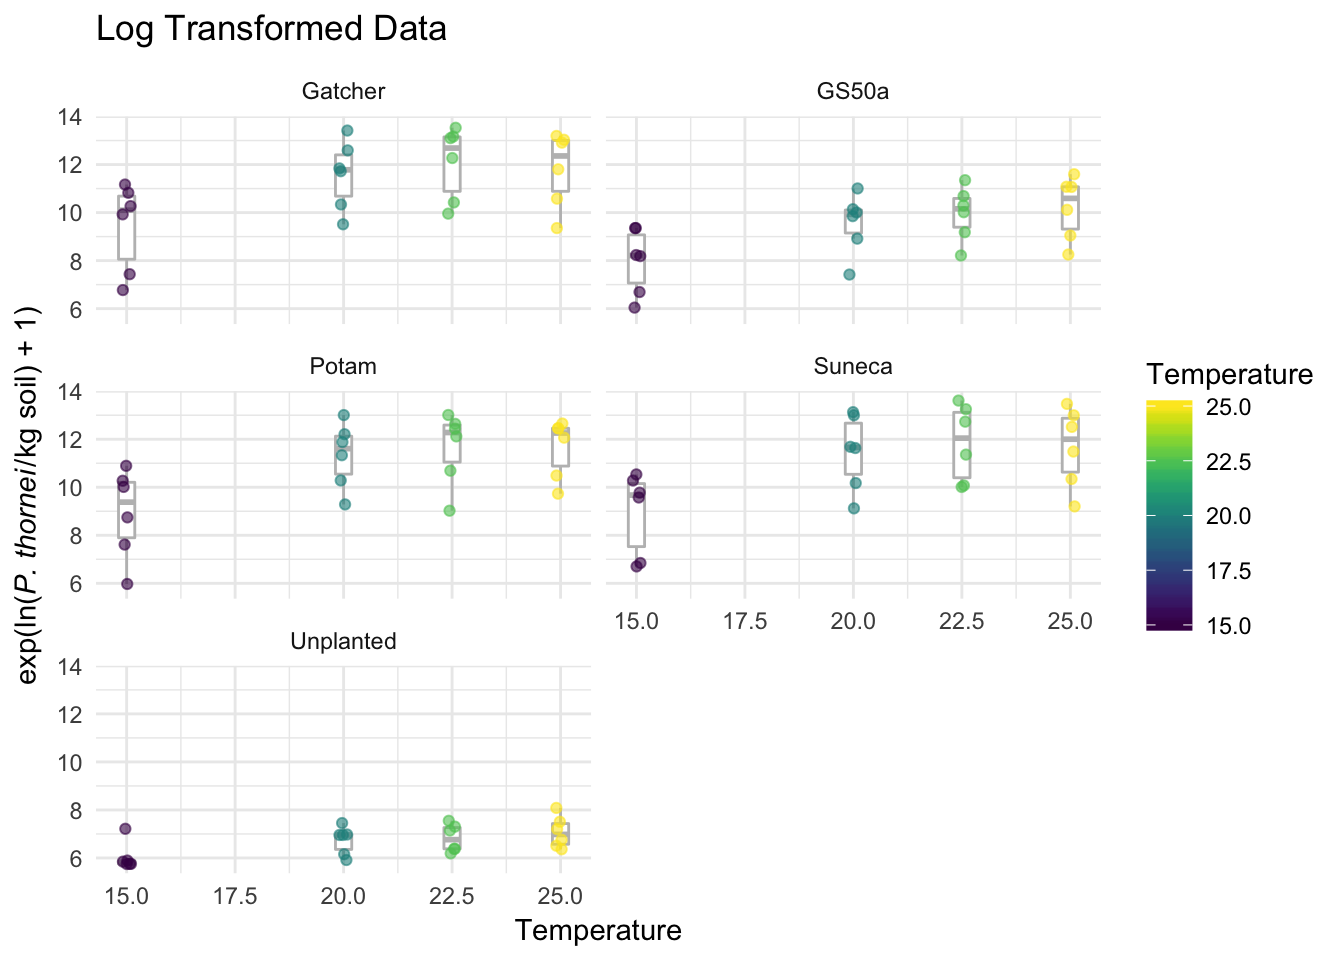 Log Transformed Data
Gatcher
GS50a
14
12
10
8
6
Potam
Suneca
14
12
10
8
6
15.0 17.5 20.0 22.5 25.0
Unplanted
14
12
10
8
6
15.0 17.5 20.0 22.5 25.0
Temperature
exp(ln(P. thornei/kg soil) + 1)
Temperature
25.0
22.5
20.0
17.5
15.0